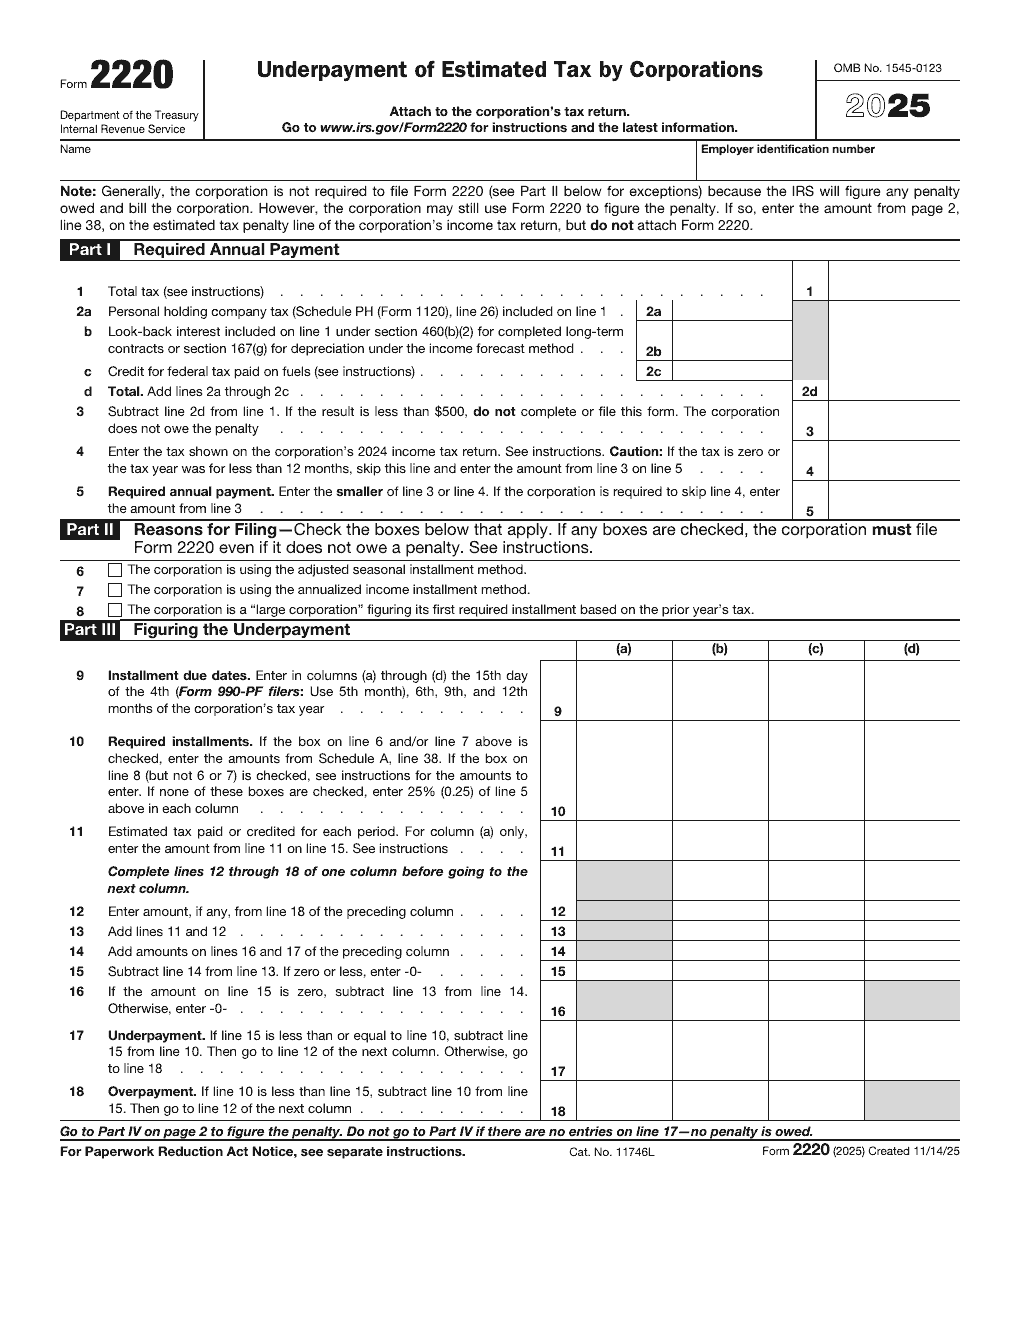 Form 2220
Department of the Treasury
Internal Revenue Service
Underpayment of Estimated Tax by Corporations
Attach to the corporation's tax return.
Go to www.irs.gov/Form2220 for instructions and the latest information.
OMB No. 1545-0123
2025
Name
Employer identification number
Note: Generally, the corporation is not required to file Form 2220 (see Part II below for exceptions) because the IRS will figure any penalty
owed and bill the corporation. However, the corporation may still use Form 2220 to figure the penalty. If so, enter the amount from page 2,
line 38, on the estimated tax penalty line of the corporation's income tax return, but do not attach Form 2220.
Part I Required Annual Payment
1 Total tax (see instructions) . . . . . . . . . . . . . . . . . . . . . . . . . 1
2a Personal holding company tax (Schedule PH (Form 1120), line 26) included on line 1 . 2a
b Look-back interest included on line 1 under section 460(b)(2) for completed long-term
contracts or section 167(g) for depreciation under the income forecast method . . . 2b
c Credit for federal tax paid on fuels (see instructions) . . . . . . . . . . . 2c
d Total. Add lines 2a through 2c . . . . . . . . . . . . . . . . . . . . . . . . 2d
3 Subtract line 2d from line 1. If the result is less than $500, do not complete or file this form. The corporation
does not owe the penalty . . . . . . . . . . . . . . . . . . . . . . . . . 3
4 Enter the tax shown on the corporation's 2024 income tax return. See instructions. Caution: If the tax is zero or
the tax year was for less than 12 months, skip this line and enter the amount from line 3 on line 5 . . . . 4
5 Required annual payment. Enter the smaller of line 3 or line 4. If the corporation is required to skip line 4, enter
the amount from line 3 . . . . . . . . . . . . . . . . . . . . . . . . . . 5
Part II Reasons for Filing—Check the boxes below that apply. If any boxes are checked, the corporation must file
Form 2220 even if it does not owe a penalty. See instructions.
6 The corporation is using the adjusted seasonal installment method.
7 The corporation is using the annualized income installment method.
8 The corporation is a "large corporation" figuring its first required installment based on the prior year's tax.
Part III Figuring the Underpayment
(a) (b) (c) (d)
9 Installment due dates. Enter in columns (a) through (d) the 15th day
of the 4th (Form 990-PF filers: Use 5th month), 6th, 9th, and 12th
months of the corporation's tax year . . . . . . . . . . 9
10 Required installments. If the box on line 6 and/or line 7 above is
checked, enter the amounts from Schedule A, line 38. If the box on
line 8 (but not 6 or 7) is checked, see instructions for the amounts to
enter. If none of these boxes are checked, enter 25% (0.25) of line 5
above in each column . . . . . . . . . . . . . . 10
11 Estimated tax paid or credited for each period. For column (a) only,
enter the amount from line 11 on line 15. See instructions . . . . 11
Complete lines 12 through 18 of one column before going to the
next column.
12 Enter amount, if any, from line 18 of the preceding column . . . . 12
13 Add lines 11 and 12 . . . . . . . . . . . . . . . 13
14 Add amounts on lines 16 and 17 of the preceding column . . . . 14
15 Subtract line 14 from line 13. If zero or less, enter -0- . . . . . 15
16 If the amount on line 15 is zero, subtract line 13 from line 14.
Otherwise, enter -0- . . . . . . . . . . . . . . . 16
17 Underpayment. If line 15 is less than or equal to line 10, subtract line
15 from line 10. Then go to line 12 of the next column. Otherwise, go
to line 18 . . . . . . . . . . . . . . . . . . 17
18 Overpayment. If line 10 is less than line 15, subtract line 10 from line
15. Then go to line 12 of the next column . . . . . . . . . 18
Go to Part IV on page 2 to figure the penalty. Do not go to Part IV if there are no entries on line 17—no penalty is owed.
For Paperwork Reduction Act Notice, see separate instructions. Cat. No. 11746L Form 2220 (2025) Created 11/14/25